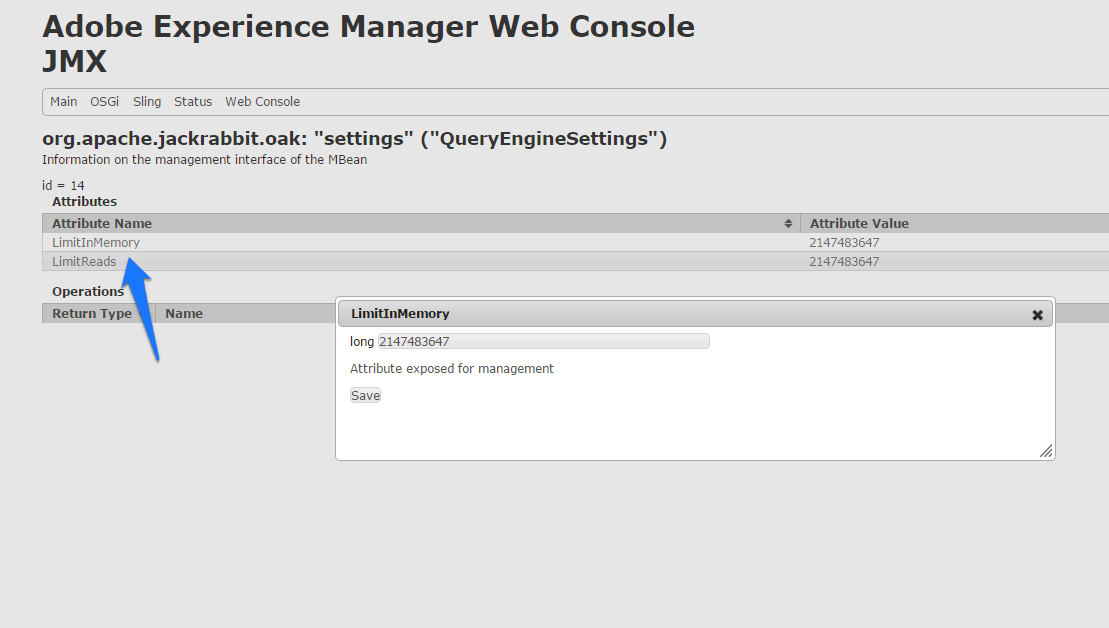 Adobe Experience Manager Web Console
JMX
Main OSGi Sling Status Web Console
org.apache.jackrabbit.oak: "settings" ("QueryEngineSettings")
Information on the management interface of the MBean
id = 14
Attributes
Attribute Name Attribute Value
LimitInMemory 2147483647
LimitReads 2147483647
Operations
Return Type Name
LimitInMemory
long 2147483647
Attribute exposed for management
Save